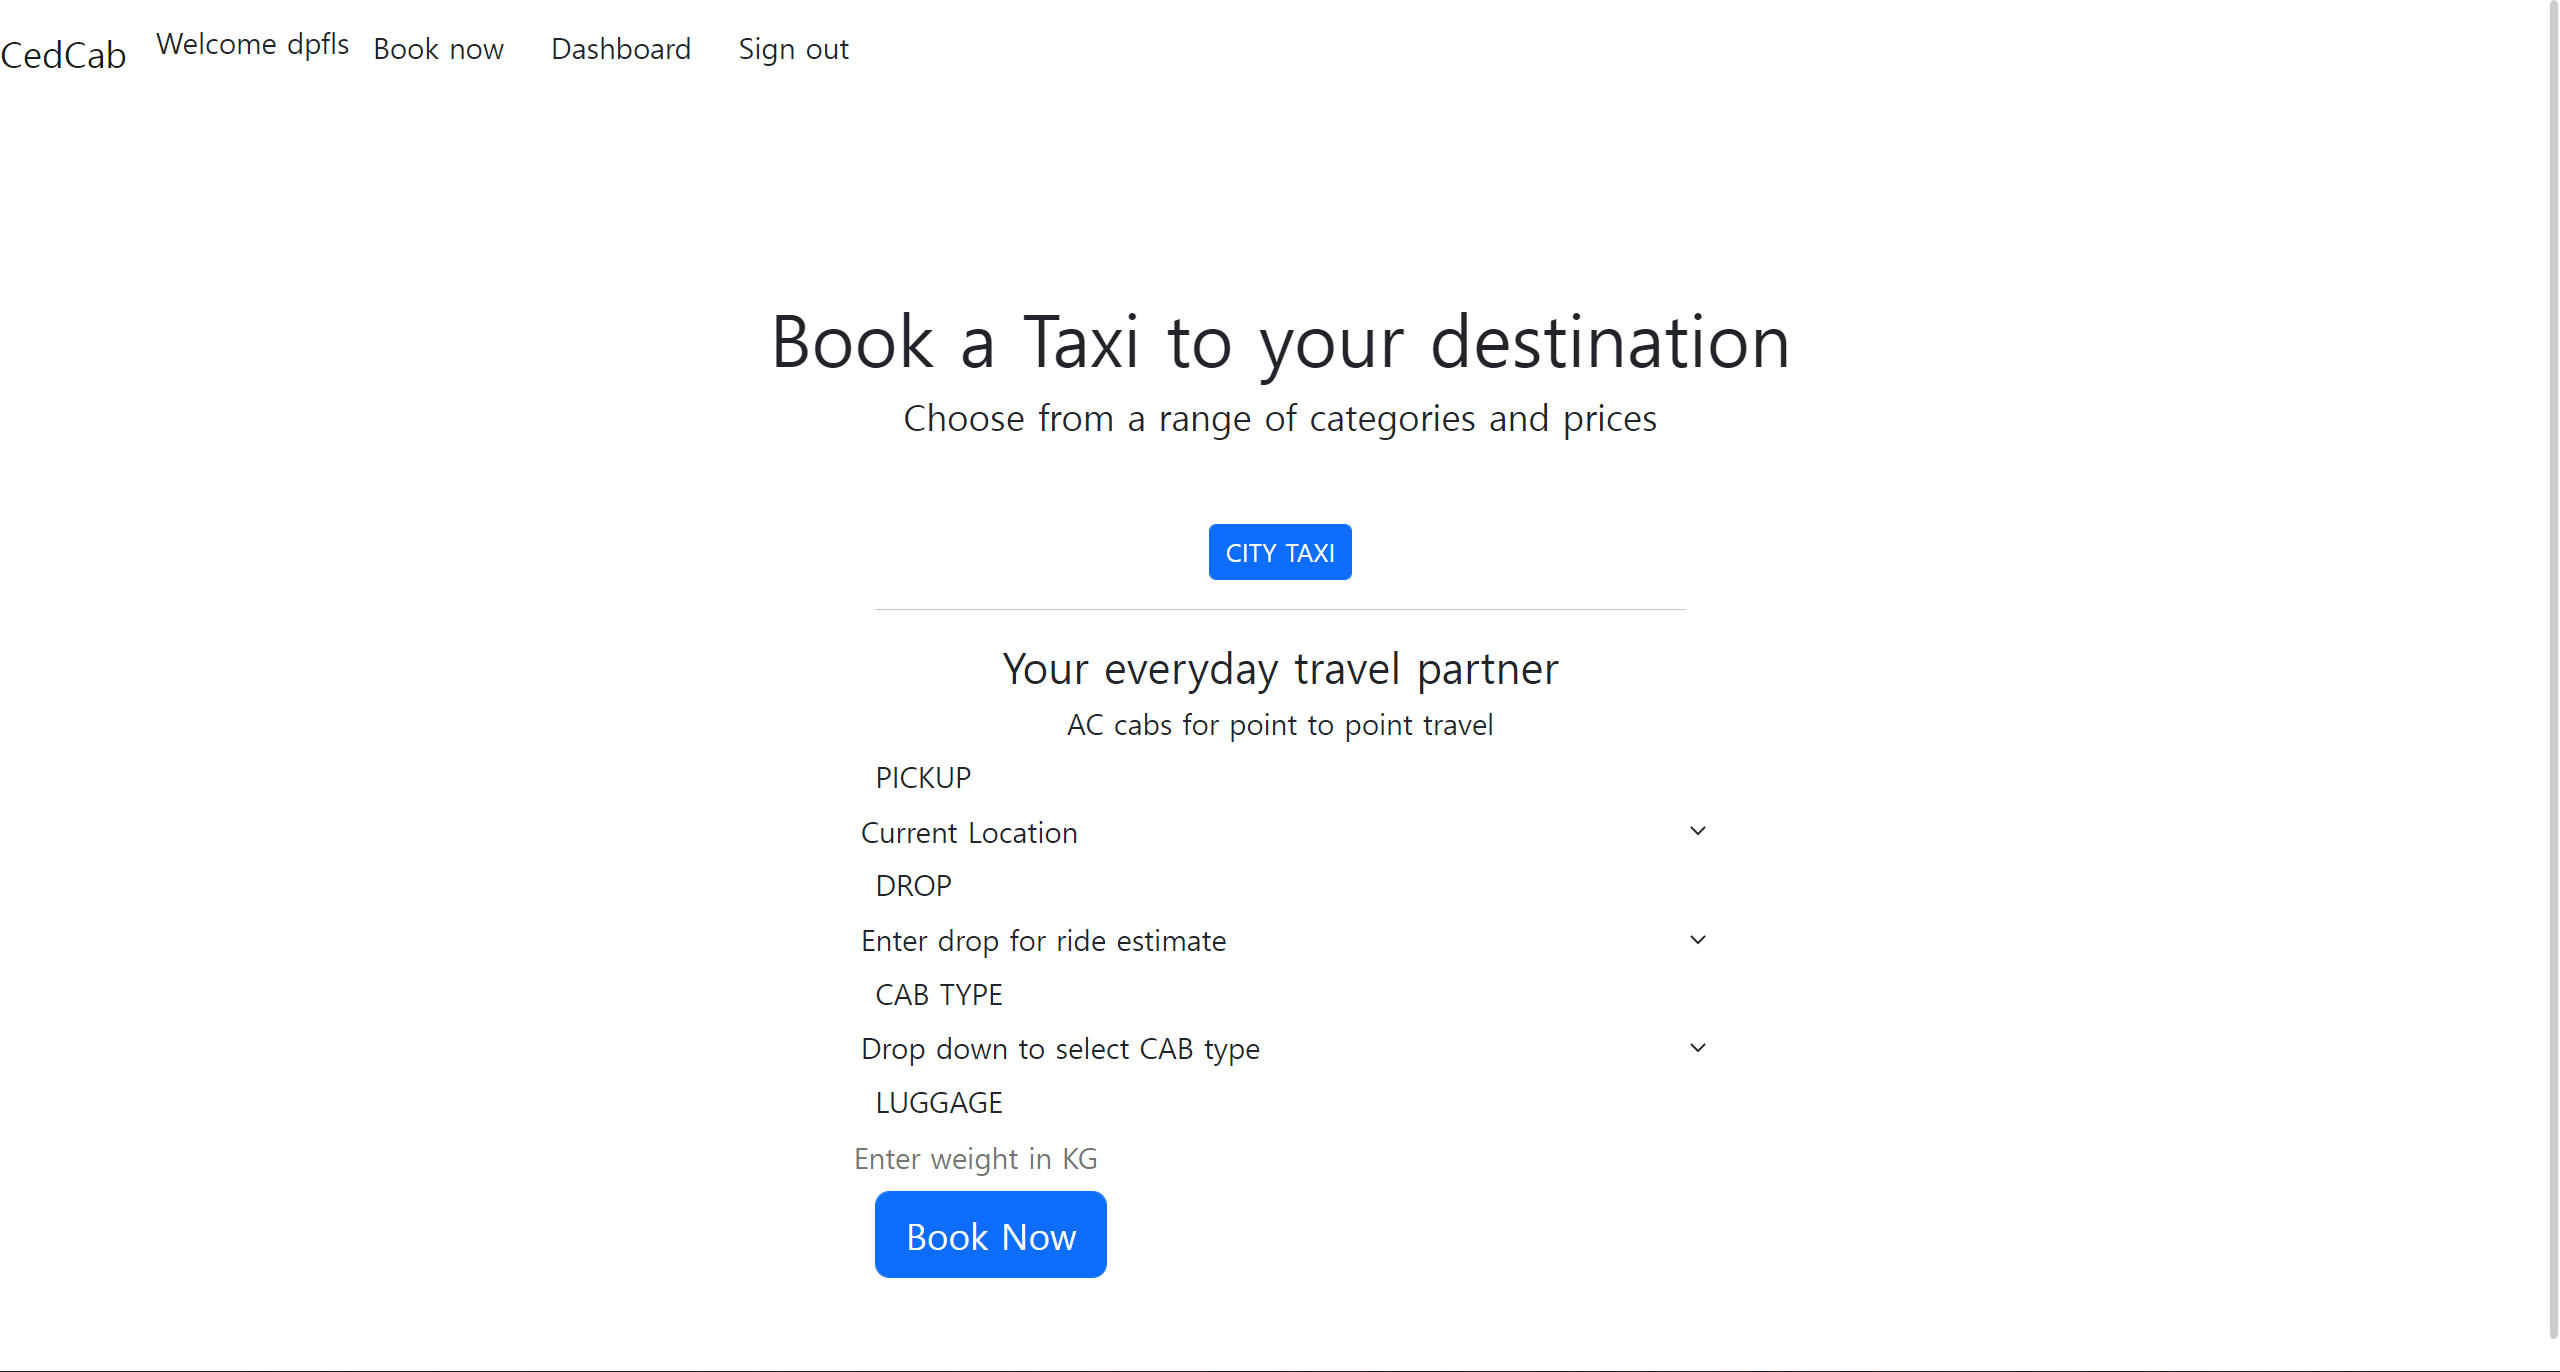 CedCab Welcome dpfls Book now Dashboard Sign out
Book a Taxi to your destination
Choose from a range of categories and prices
CITY TAXI
Your everyday travel partner
AC cabs for point to point travel
PICKUP
Current Location
DROP
Enter drop for ride estimate
CAB TYPE
Drop down to select CAB type
LUGGAGE
Enter weight in KG
Book Now